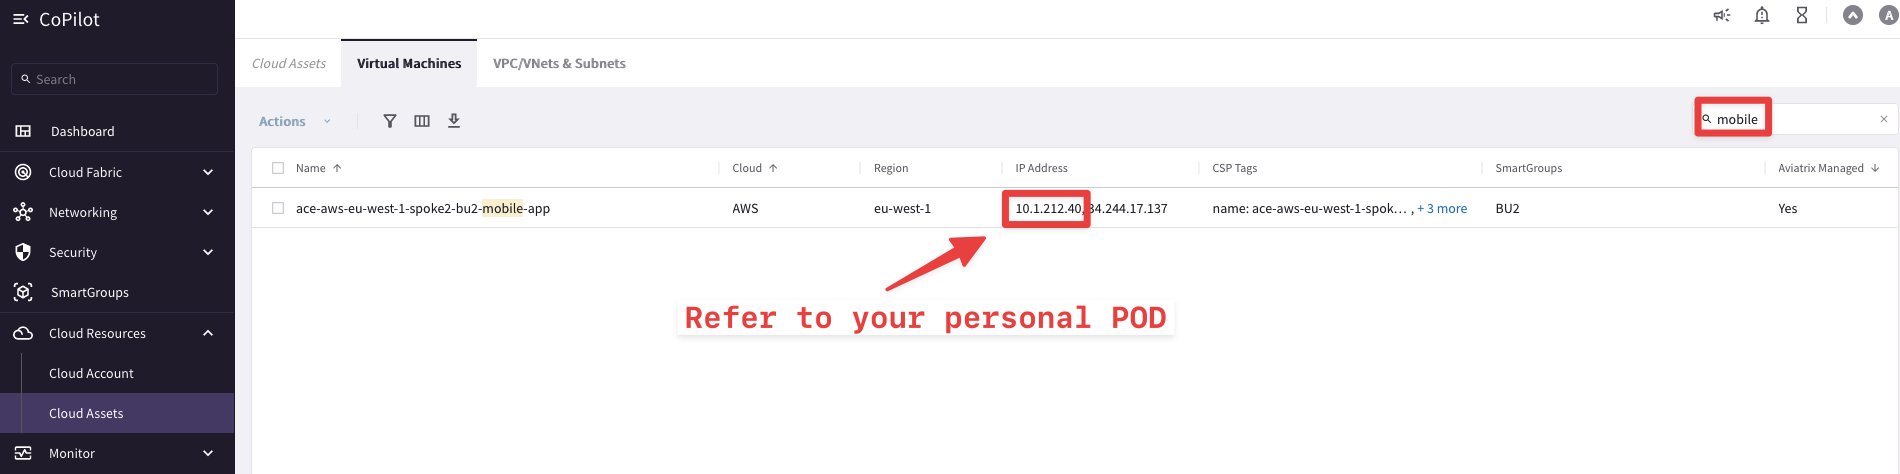 CoPilot
Search
Dashboard
Cloud Fabric
Networking
Security
SmartGroups
Cloud Resources
Cloud Account
Cloud Assets
Monitor
A
Cloud Assets Virtual Machines VPC/VNets & Subnets
Actions
mobile
Name Cloud Region IP Address CSP Tags SmartGroups Aviatrix Managed
ace-aws-eu-west-1-spoke2-bu2-mobile-app AWS eu-west-1 10.1.212.40, 34.244.17.137 name: ace-aws-eu-west-1-spok… , + 3 more BU2 Yes
Refer to your personal POD